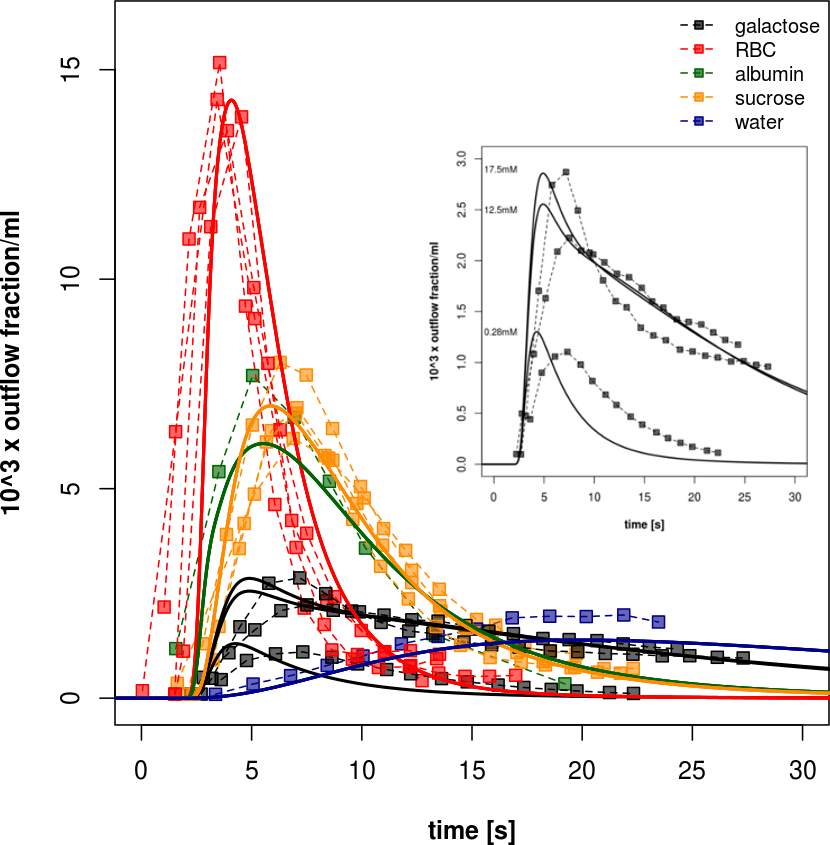 galactose
RBC
albumin
sucrose
water
10^3 x outflow fraction/ml
15
10
5
0
0 5 10 15 20 25 30
time [s]
10^3 x outflow fraction/ml
3.0
2.5
2.0
1.5
1.0
0.5
0.0
17.5mM
12.5mM
0.28mM
0 5 10 15 20 25 30
time [s]